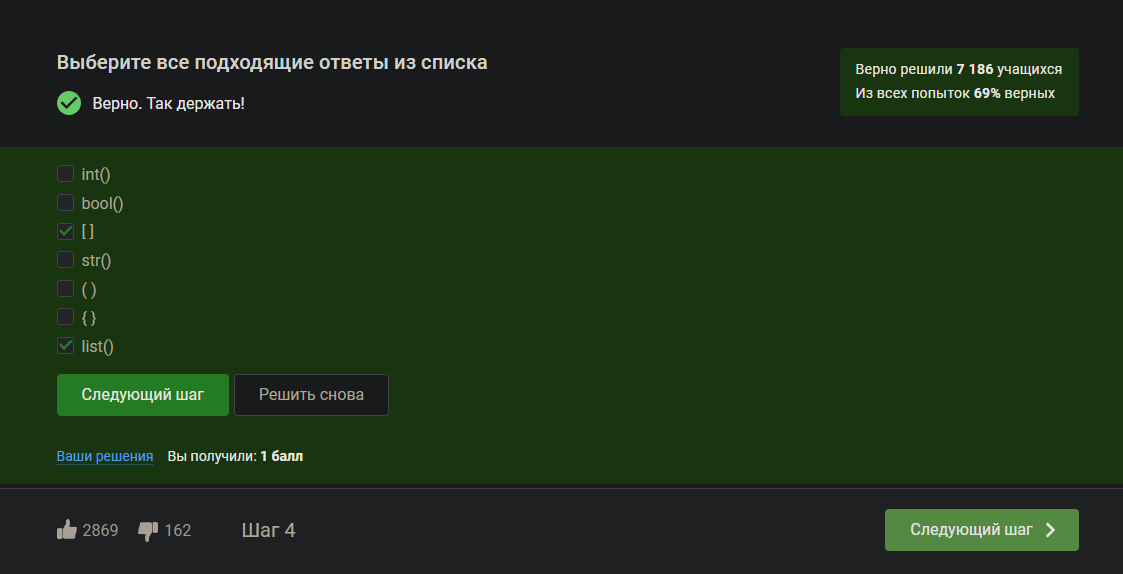 Выберите все подходящие ответы из списка
Верно. Так держать!
Верно решили 7 186 учащихся
Из всех попыток 69% верных
int()
bool()
[ ]
str()
( )
{ }
list()
Следующий шаг
Решить снова
Ваши решения Вы получили: 1 балл
2869 162 Шаг 4 Следующий шаг